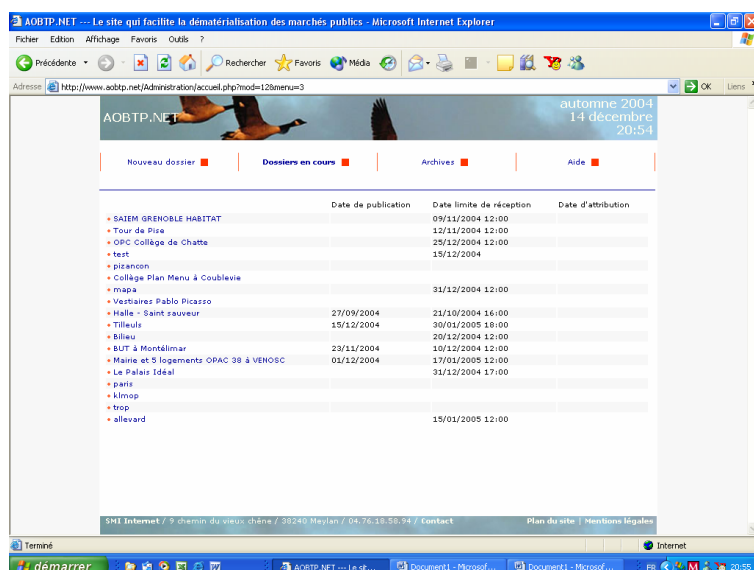 AOBTP.NET --- Le site qui facilite la dématérialisation des marchés publics - Microsoft Internet Explorer
Fichier Edition Affichage Favoris Outils ?
Précédente Rechercher Favoris Média
Adresse http://www.aobtp.net/Administration/accueil.php?mod=12&menu=3 OK Liens
AOBTP.NET
automne 2004
14 décembre
20:54
Nouveau dossier Dossiers en cours Archives Aide
Date de publication Date limite de réception Date d'attribution
SAIEM GRENOBLE HABITAT 09/11/2004 12:00
Tour de Pise 12/11/2004 12:00
OPC Collège de Chatte 25/12/2004 12:00
test 15/12/2004
pizancon
Collège Plan Menu à Coublevie
mapa 31/12/2004 12:00
Vestiaires Pablo Picasso
Halle - Saint sauveur 27/09/2004 21/10/2004 16:00
Tilleuls 15/12/2004 30/01/2005 18:00
Bilieu 20/12/2004 12:00
BUT à Montélimar 23/11/2004 10/12/2004 12:00
Mairie et 5 logements OPAC 38 à VENOSC 01/12/2004 17/01/2005 12:00
Le Palais Idéal 31/12/2004 17:00
paris
klmop
trop
allevard 15/01/2005 12:00
SMI Internet / 9 chemin du vieux chêne / 38240 Meylan / 04.76.18.58.94 / Contact Plan du site | Mentions légales
Terminé Internet
démarrer AOBTP.NET --- Le sit... Document1 - Microsof... Document1 - Microsof... FR 20:55